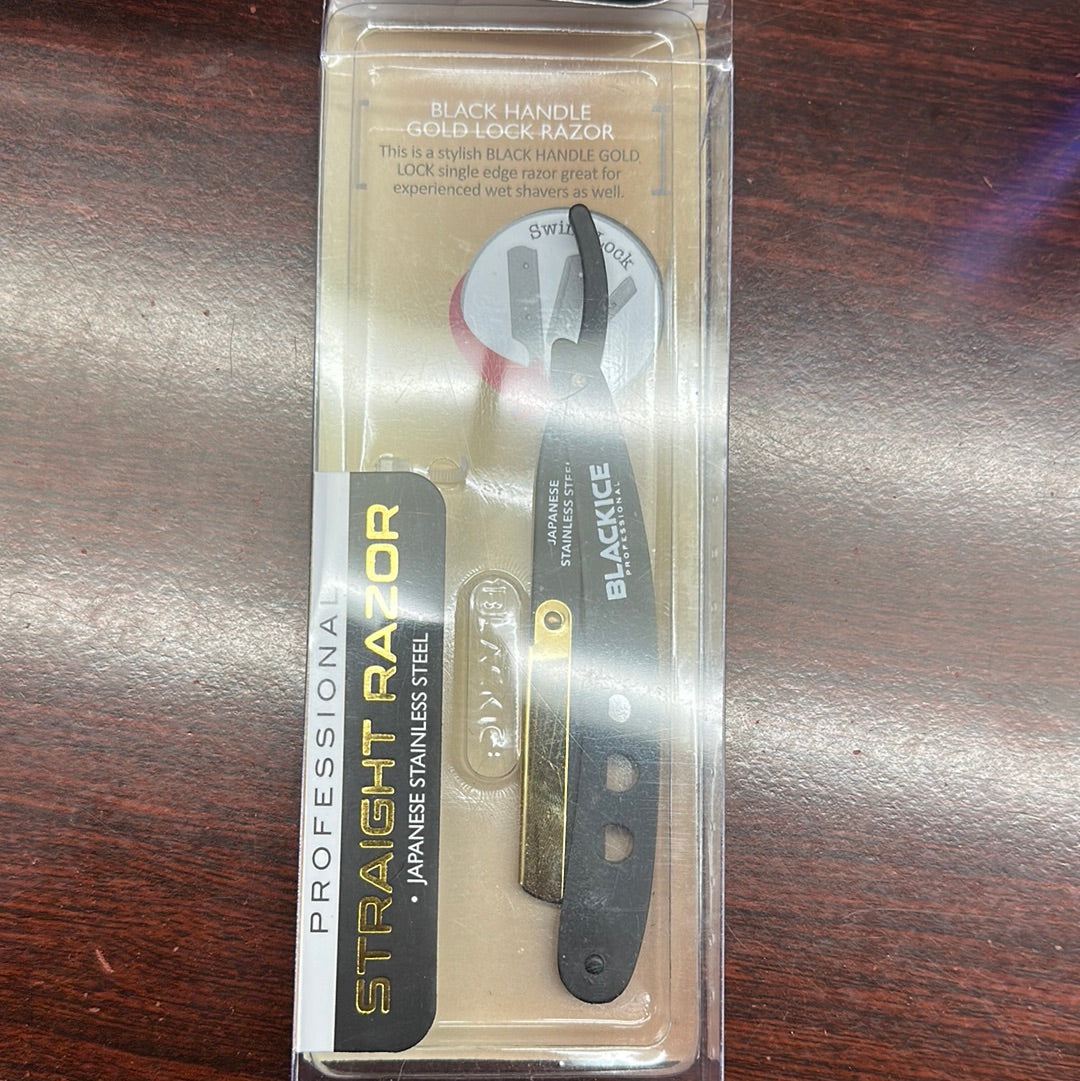 BLACK HANDLE
GOLD LOCK RAZOR
This is a stylish BLACK HANDLE GOLD
LOCK single edge razor great for
experienced wet shavers as well.
Lock
JAPANESE
STAINLESS STEEL
BLACKICE
PROFESSIONAL
PROFESSIONAL
STRAIGHT RAZOR
• JAPANESE STAINLESS STEEL